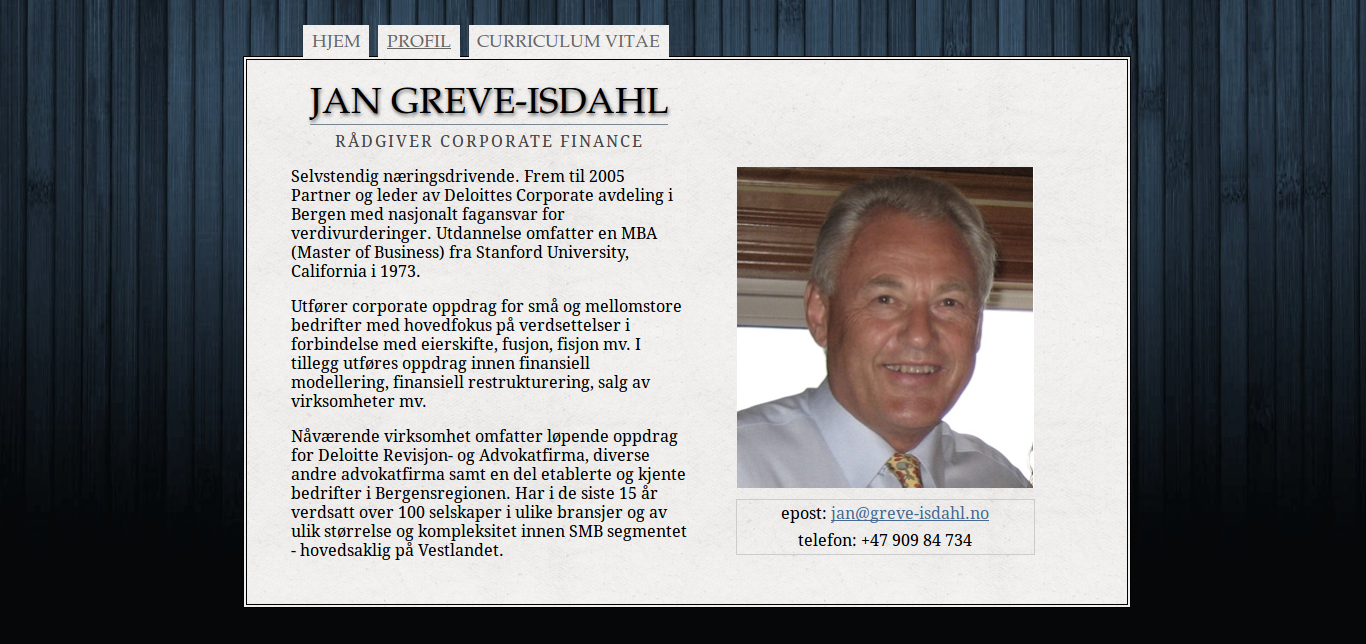 HJEM PROFIL CURRICULUM VITAE
JAN GREVE-ISDAHL
RÅDGIVER CORPORATE FINANCE
Selvstendig næringsdrivende. Frem til 2005
Partner og leder av Deloittes Corporate avdeling i
Bergen med nasjonalt fagansvar for
verdivurderinger. Utdannelse omfatter en MBA
(Master of Business) fra Stanford University,
California i 1973.
Utfører corporate oppdrag for små og mellomstore
bedrifter med hovedfokus på verdsettelser i
forbindelse med eierskifte, fusjon, fisjon mv. I
tillegg utføres oppdrag innen finansiell
modellering, finansiell restrukturering, salg av
virksomheter mv.
Nåværende virksomhet omfatter løpende oppdrag
for Deloitte Revisjon- og Advokatfirma, diverse
andre advokatfirma samt en del etablerte og kjente
bedrifter i Bergensregionen. Har i de siste 15 år
verdsatt over 100 selskaper i ulike bransjer og av
ulik størrelse og kompleksitet innen SMB segmentet
- hovedsaklig på Vestlandet.
epost: jan@greve-isdahl.no
telefon: +47 909 84 734